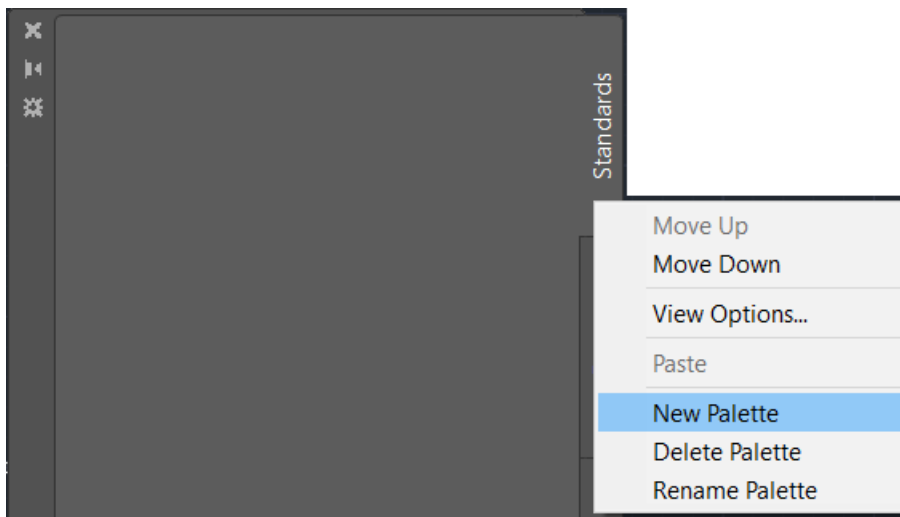 Standards
Move Up
Move Down
View Options...
Paste
New Palette
Delete Palette
Rename Palette